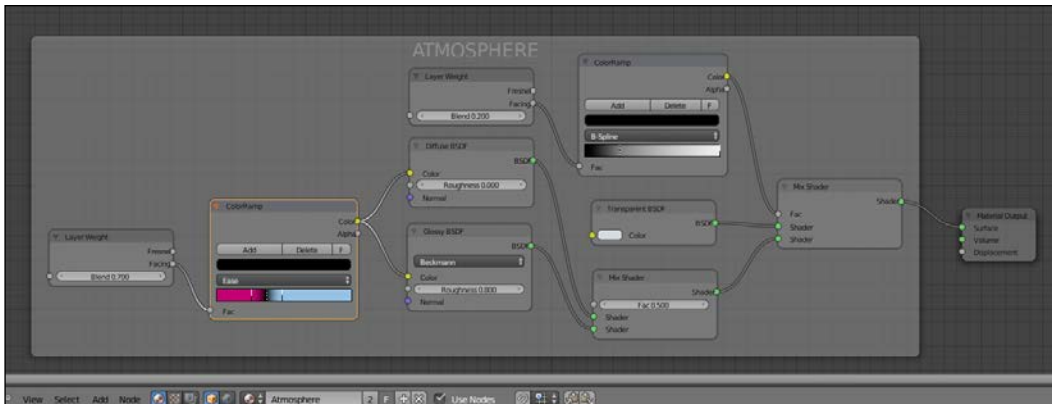 ATMOSPHERE
Layer Weight
Fresnel
Facing
Blend 0.700
ColorRamp
Color
Alpha
Add Delete F
Ease
Fac
Layer Weight
Fresnel
Facing
Blend 0.200
Diffuse BSDF
BSDF
Color
Roughness 0.000
Normal
Glossy BSDF
BSDF
Beckmann
Color
Roughness 0.800
Normal
ColorRamp
Color
Alpha
Add Delete F
B-Spline
Fac
Transparent BSDF
BSDF
Color
Mix Shader
Shader
Fac 0.500
Shader
Shader
Mix Shader
Shader
Fac
Shader
Shader
Material Output
Surface
Volume
Displacement
View Select Add Node Atmosphere 2 F Use Nodes